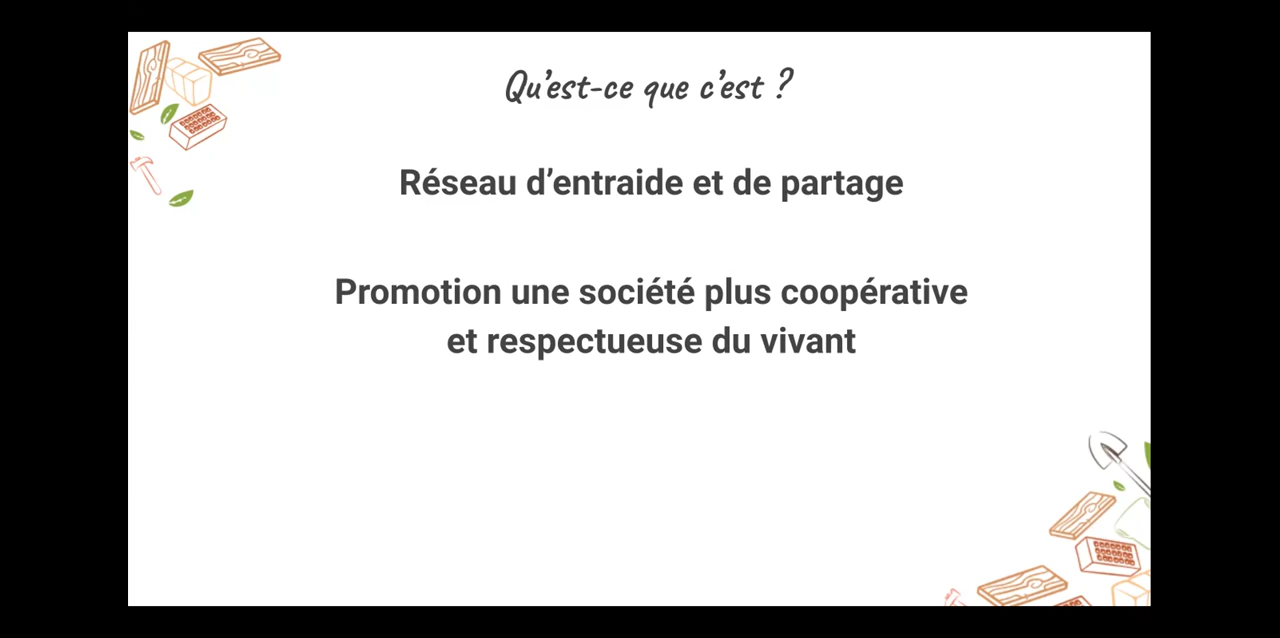 Qu’est-ce que c’est ?
Réseau d’entraide et de partage
Promotion une société plus coopérative
et respectueuse du vivant